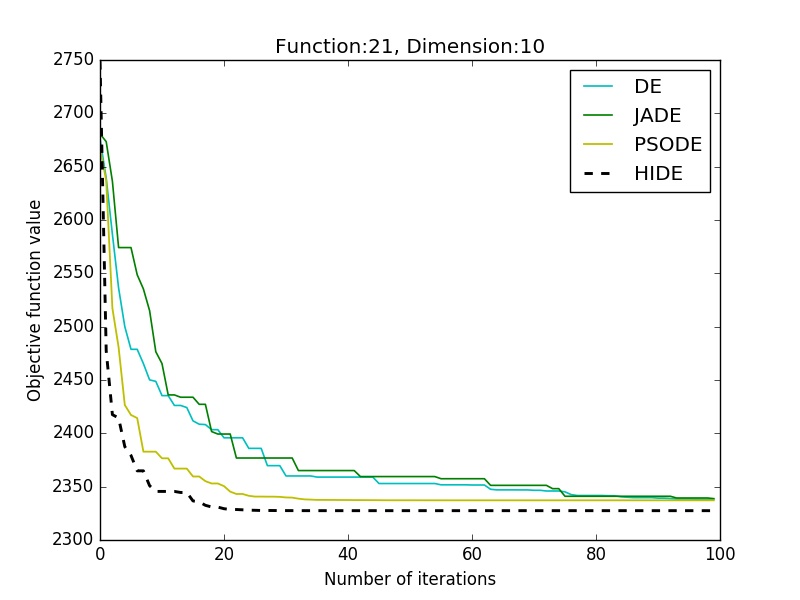 Function:21, Dimension:10
2750
2700
2650
2600
2550
2500
2450
2400
2350
2300
Objective function value
0
20
40
60
80
100
Number of iterations
DE
JADE
PSODE
HIDE